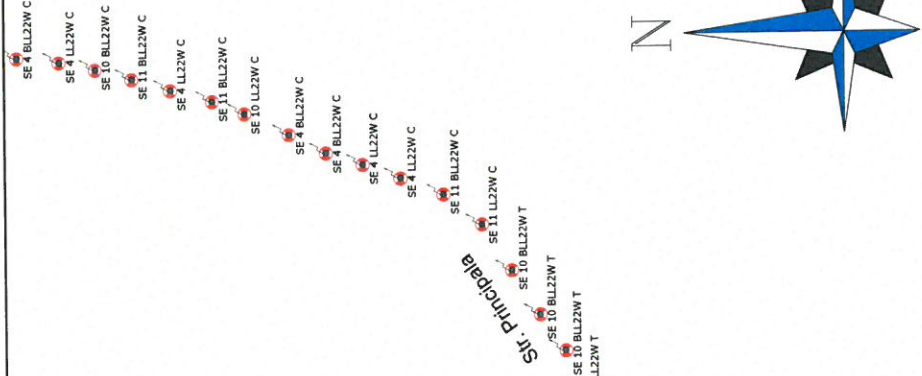 SE 4 BLL22W C
SE 4 LL22W C
SE 10 BLL22W C
SE 11 BLL22W C
SE 4 LL22W C
SE 11 BLL22W C
SE 10 LL22W C
SE 4 BLL22W C
SE 4 BLL22W C
SE 4 LL22W C
SE 4 LL22W C
SE 11 BLL22W C
SE 11 LL22W C
SE 10 BLL22W T
SE 10 BLL22W T
SE 10 BLL22W T
LL22W T
Str. Principala
N